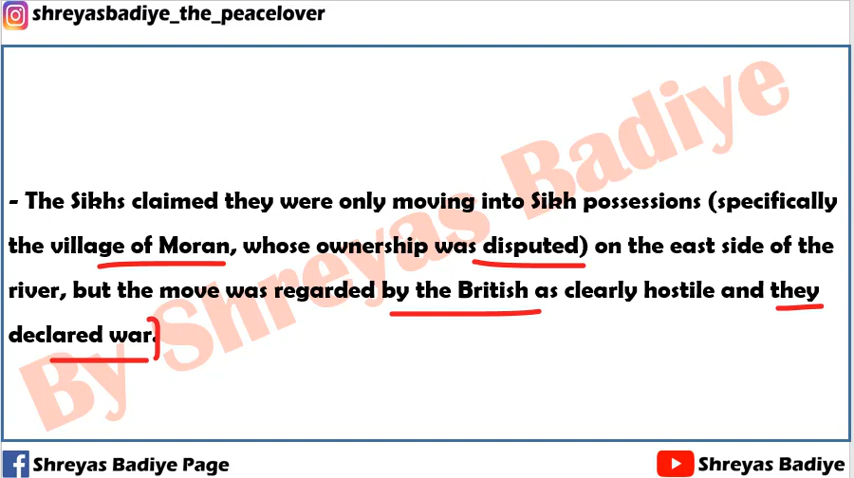 shreyasbadiye_the_peacelover
By Shreyas Badiye
- The Sikhs claimed they were only moving into Sikh possessions (specifically
the village of Moran, whose ownership was disputed) on the east side of the
river, but the move was regarded by the British as clearly hostile and they
declared war.
Shreyas Badiye Page
Shreyas Badiye